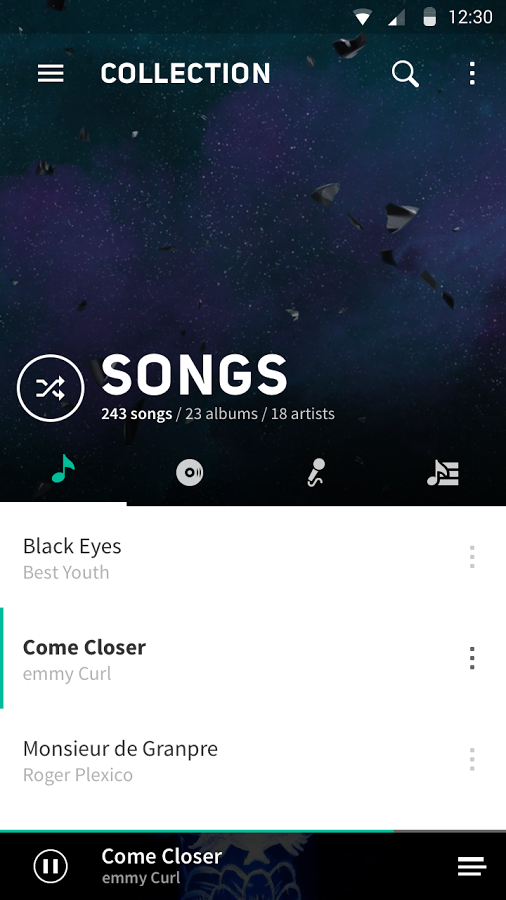 12:30
COLLECTION
SONGS
243 songs / 23 albums / 18 artists
Black Eyes
Best Youth
Come Closer
emmy Curl
Monsieur de Granpre
Roger Plexico
Come Closer
emmy Curl